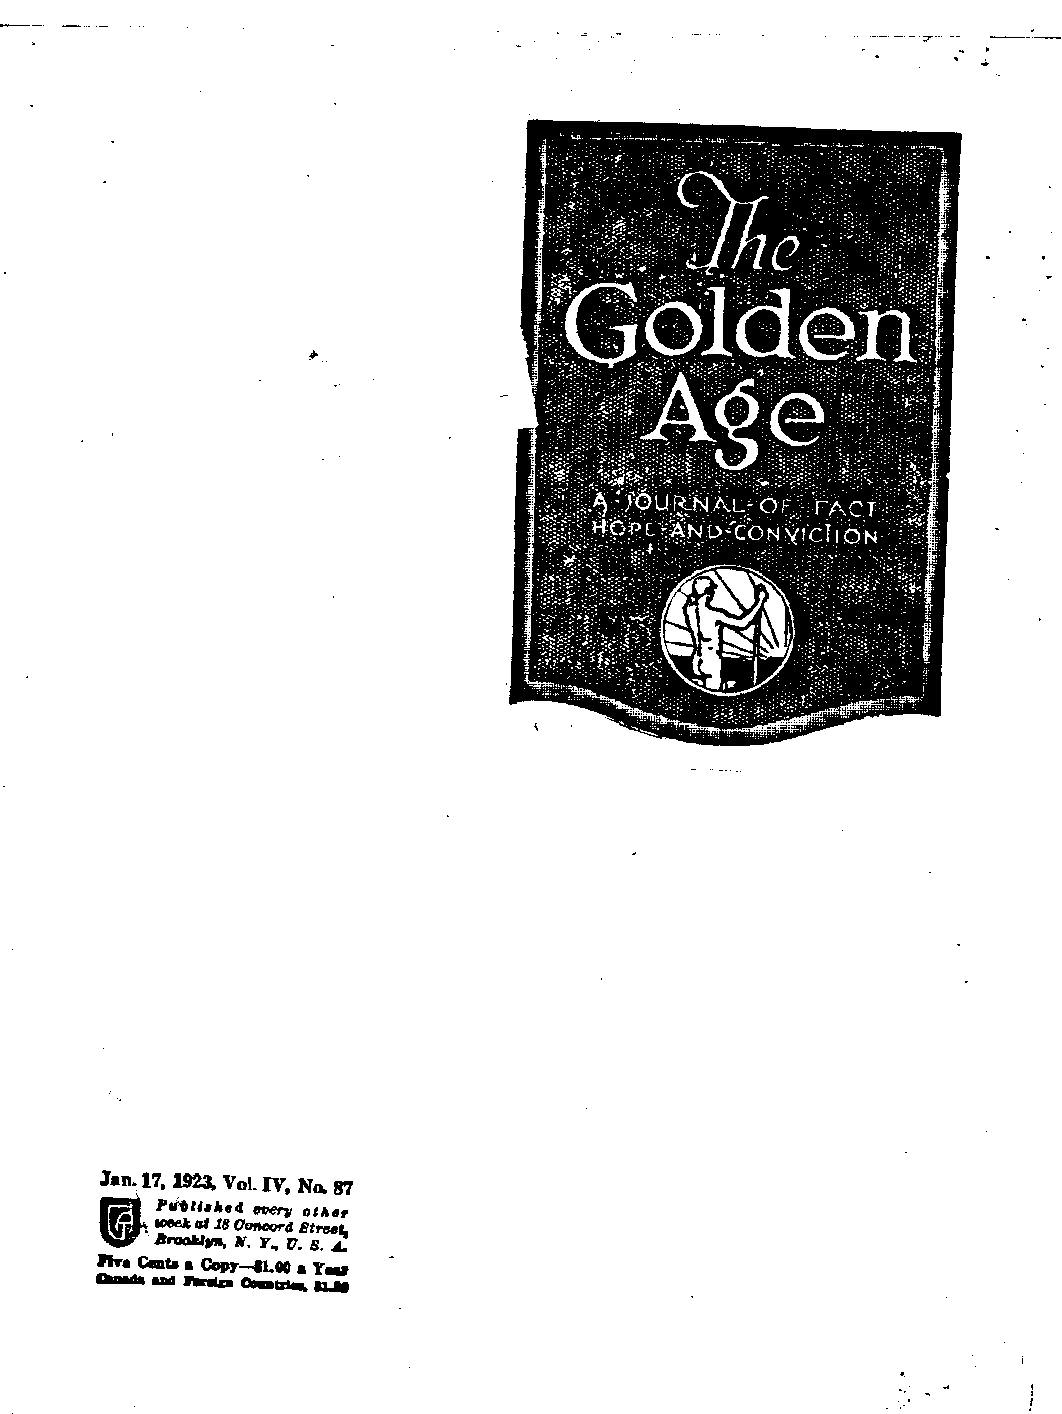 The
Golden
Age
A JOURNAL OF FACT
HOPE AND CONVICTION
Jan. 17, 1923, Vol. IV, No. 87
Published every other
week at 18 Concord Street,
Brooklyn, N. Y., U. S. A.
Five Cents a Copy—$1.00 a Year
Canada and Foreign Countries, $1.50